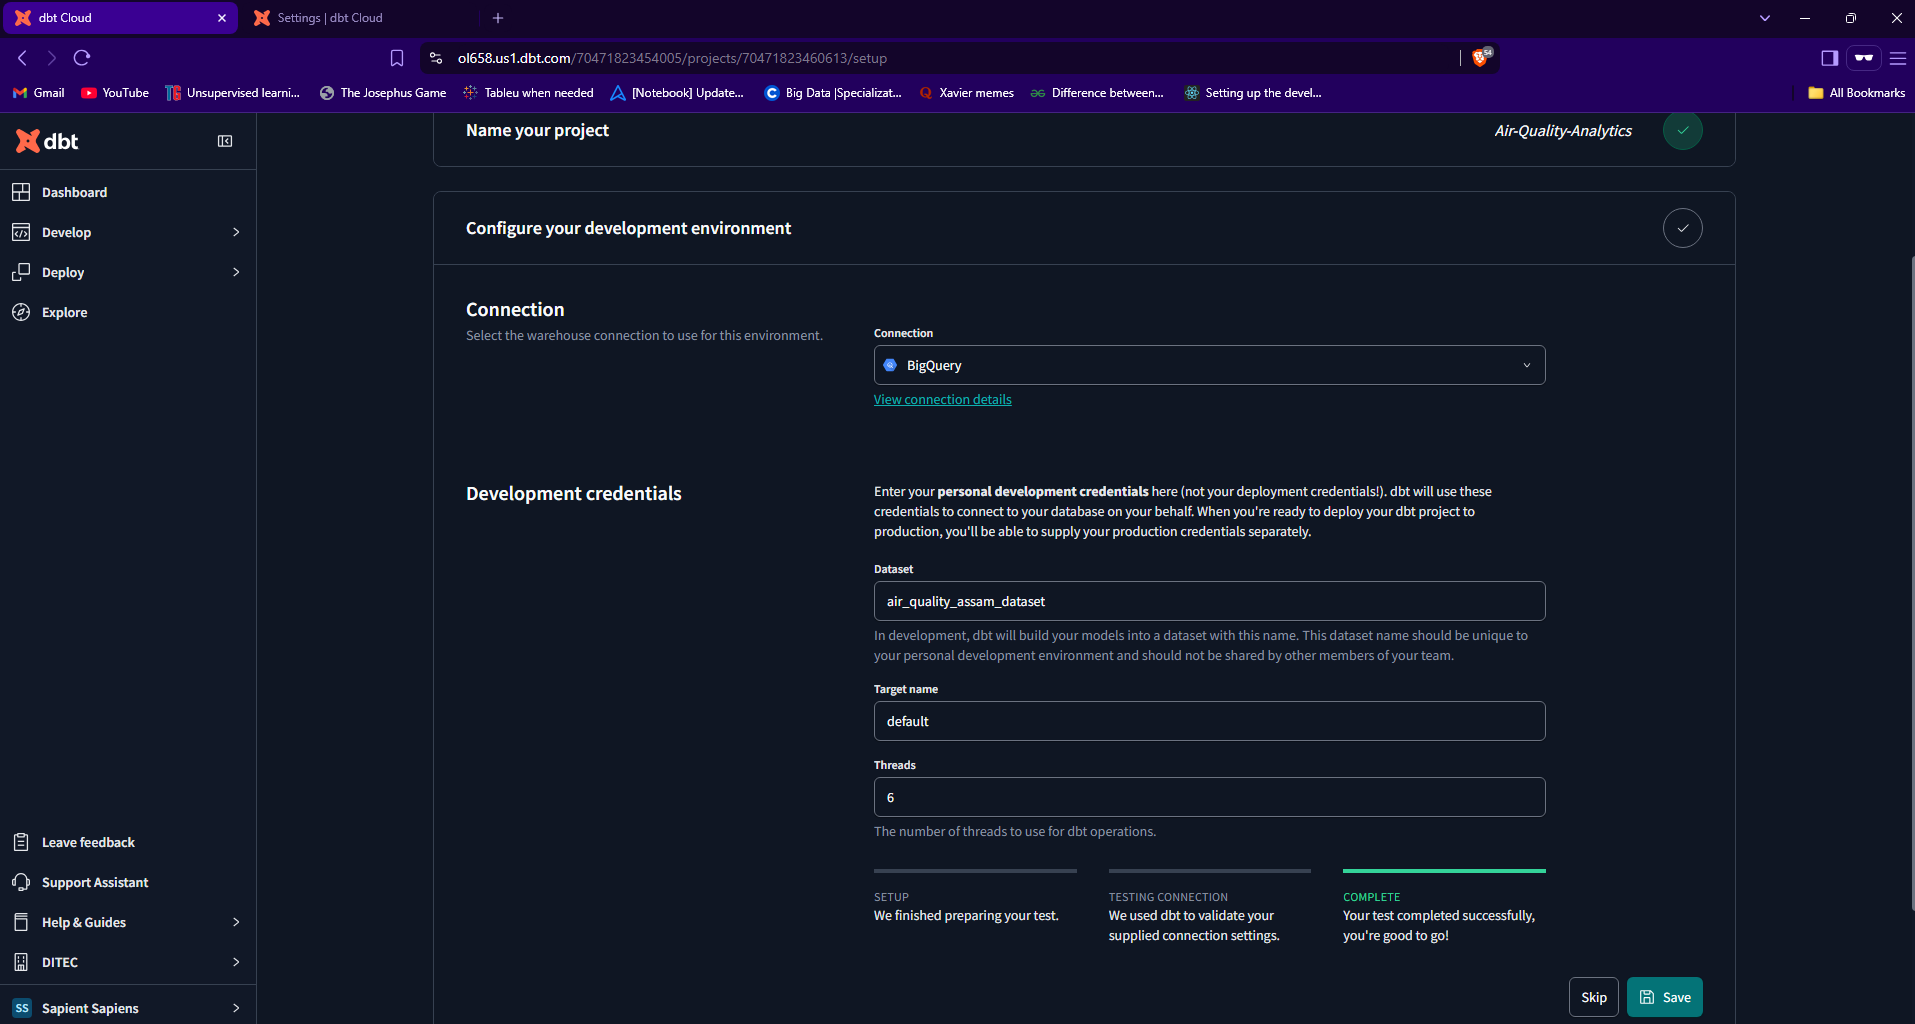 dbt Cloud
Settings | dbt Cloud
ol658.us1.dbt.com/70471823454005/projects/70471823460613/setup
54
Gmail
YouTube
Unsupervised learni...
The Josephus Game
Tableu when needed
[Notebook] Update...
Big Data |Specializat...
Xavier memes
Difference between...
Setting up the devel...
All Bookmarks
dbt
Dashboard
Develop
Deploy
Explore
Leave feedback
Support Assistant
Help & Guides
DITEC
SS Sapient Sapiens
Name your project
Air-Quality-Analytics
Configure your development environment
Connection
Select the warehouse connection to use for this environment.
Connection
BigQuery
View connection details
Development credentials
Enter your personal development credentials here (not your deployment credentials!). dbt will use these
credentials to connect to your database on your behalf. When you're ready to deploy your dbt project to
production, you'll be able to supply your production credentials separately.
Dataset
air_quality_assam_dataset
In development, dbt will build your models into a dataset with this name. This dataset name should be unique to
your personal development environment and should not be shared by other members of your team.
Target name
default
Threads
6
The number of threads to use for dbt operations.
SETUP
We finished preparing your test.
TESTING CONNECTION
We used dbt to validate your
supplied connection settings.
COMPLETE
Your test completed successfully,
you're good to go!
Skip
Save